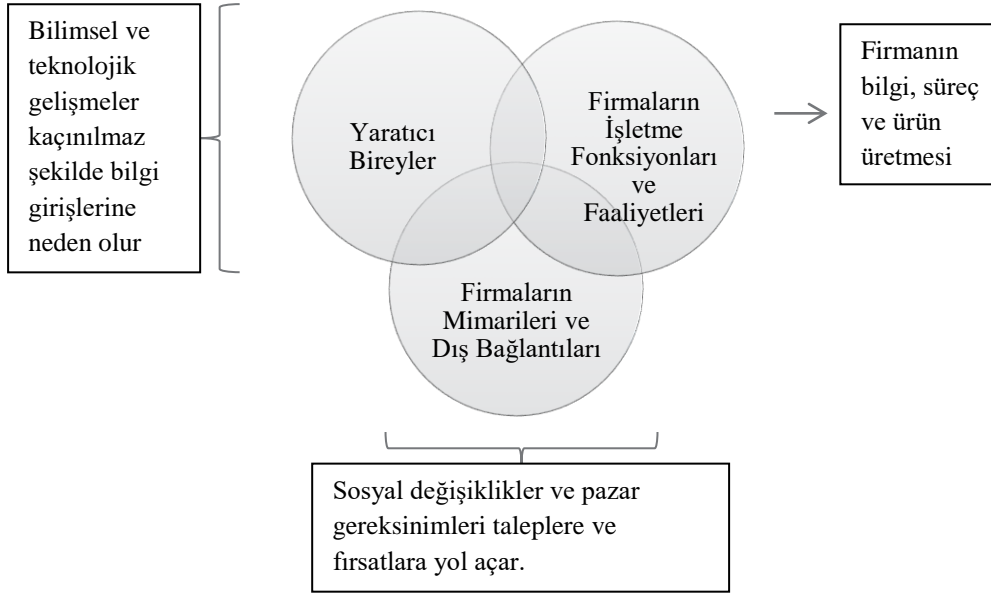 Bilimsel ve
teknolojik
gelişmeler
kaçınılmaz
şekilde bilgi
girişlerine
neden olur
Yaratıcı
Bireyler
Firmaların
İşletme
Fonksiyonları
ve
Faaliyetleri
Firmanın
bilgi, süreç
ve ürün
üretmesi
Firmaların
Mimarileri ve
Dış Bağlantıları
Sosyal değişiklikler ve pazar
gereksinimleri taleplere ve
fırsatlara yol açar.